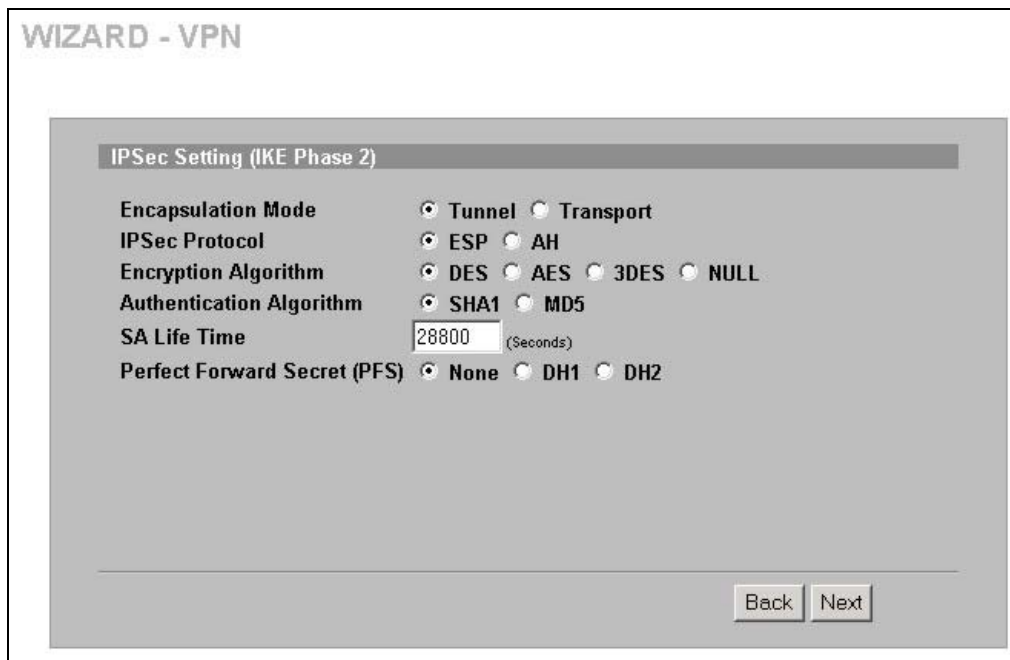 WIZARD - VPN
IPSec Setting (IKE Phase 2)
Encapsulation Mode Tunnel Transport
IPSec Protocol ESP AH
Encryption Algorithm DES AES 3DES NULL
Authentication Algorithm SHA1 MD5
SA Life Time 28800 (Seconds)
Perfect Forward Secret (PFS) None DH1 DH2
Back Next